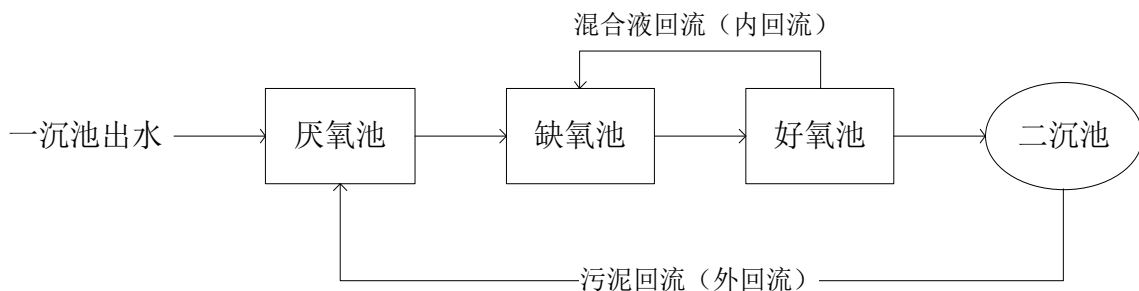 混合液回流（内回流）
一沉池出水
厌氧池
缺氧池
好氧池
二沉池
污泥回流（外回流）